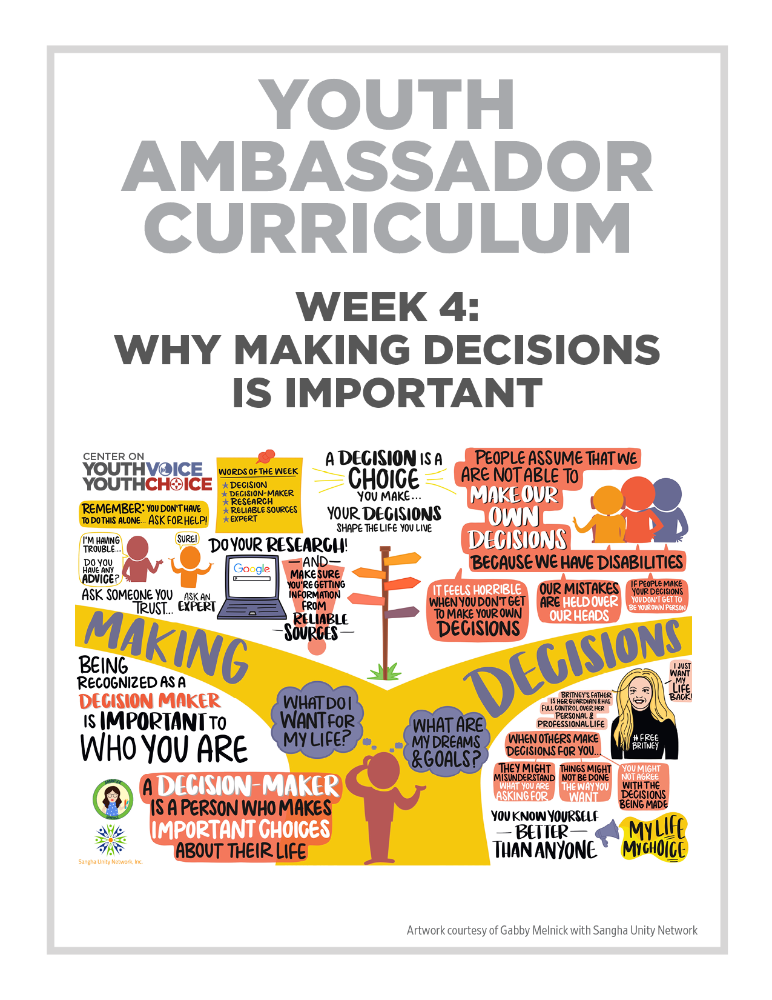 YOUTH
AMBASSADOR
CURRICULUM
WEEK 4:
WHY MAKING DECISIONS
IS IMPORTANT
CENTER ON
YOUTHVOICE
YOUTHCHOICE
REMEMBER: YOU DON'T HAVE
TO DO THIS ALONE... ASK FOR HELP!
I'M HAVING
TROUBLE...
DO YOU
HAVE ANY
ADVICE?
SURE!
ASK SOMEONE YOU
TRUST...
ASK AN
EXPERT
WORDS OF THE WEEK
DECISION
DECISION-MAKER
RESEARCH
RELIABLE SOURCES
EXPERT
DO YOUR RESEARCH!
Google
—AND—
MAKE SURE
YOU'RE GETTING
INFORMATION
FROM
RELIABLE
—SOURCES—
A DECISION IS A
CHOICE
YOU MAKE...
YOUR DECISIONS
SHAPE THE LIFE YOU LIVE
PEOPLE ASSUME THAT WE
ARE NOT ABLE TO
MAKE OUR
OWN
DECISIONS
BECAUSE WE HAVE DISABILITIES
IT FEELS HORRIBLE
WHEN YOU DON'T GET
TO MAKE YOUR OWN
DECISIONS
OUR MISTAKES
ARE HELD OVER
OUR HEADS
IF PEOPLE MAKE
YOUR DECISIONS
YOU DON'T GET TO
BE YOUR OWN PERSON
MAKING
DECISIONS
BEING
RECOGNIZED AS A
DECISION MAKER
IS IMPORTANT TO
WHO YOU ARE
WHAT DO I
WANT FOR
MY LIFE?
WHAT ARE
MY DREAMS
& GOALS?
BRITNEY'S FATHER
IS HER GUARDIAN & HAS
FULL CONTROL OVER HER
PERSONAL &
PROFESSIONAL LIFE
I JUST
WANT
MY
LIFE
BACK!
#FREE
BRITNEY
WHEN OTHERS MAKE
DECISIONS FOR YOU...
THEY MIGHT
MISUNDERSTAND
WHAT YOU ARE
ASKING FOR
THINGS MIGHT
NOT BE DONE
THE WAY YOU
WANT
YOU MIGHT
NOT AGREE
WITH THE
DECISIONS
BEING MADE
GABBITUDE
GRAPHICS
Sangha Unity Network, Inc.
A DECISION-MAKER
IS A PERSON WHO MAKES
IMPORTANT CHOICES
ABOUT THEIR LIFE
YOU KNOW YOURSELF
—BETTER—
THAN ANYONE
MY LIFE
MY CHOICE
Artwork courtesy of Gabby Melnick with Sangha Unity Network